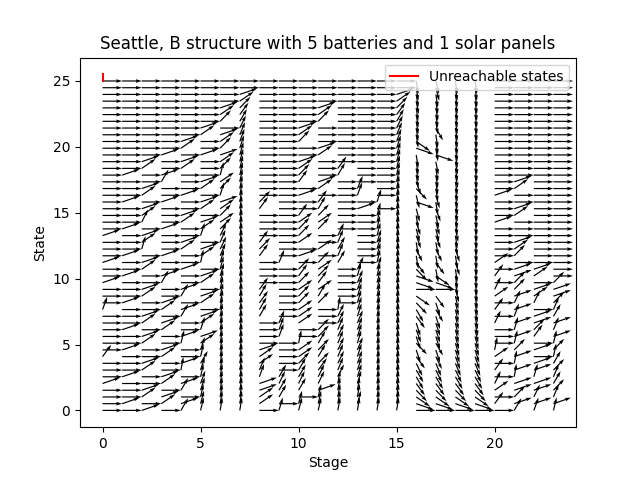 Seattle, B structure with 5 batteries and 1 solar panels
Unreachable states
25
20
15
10
5
0
State
0 5 10 15 20
Stage